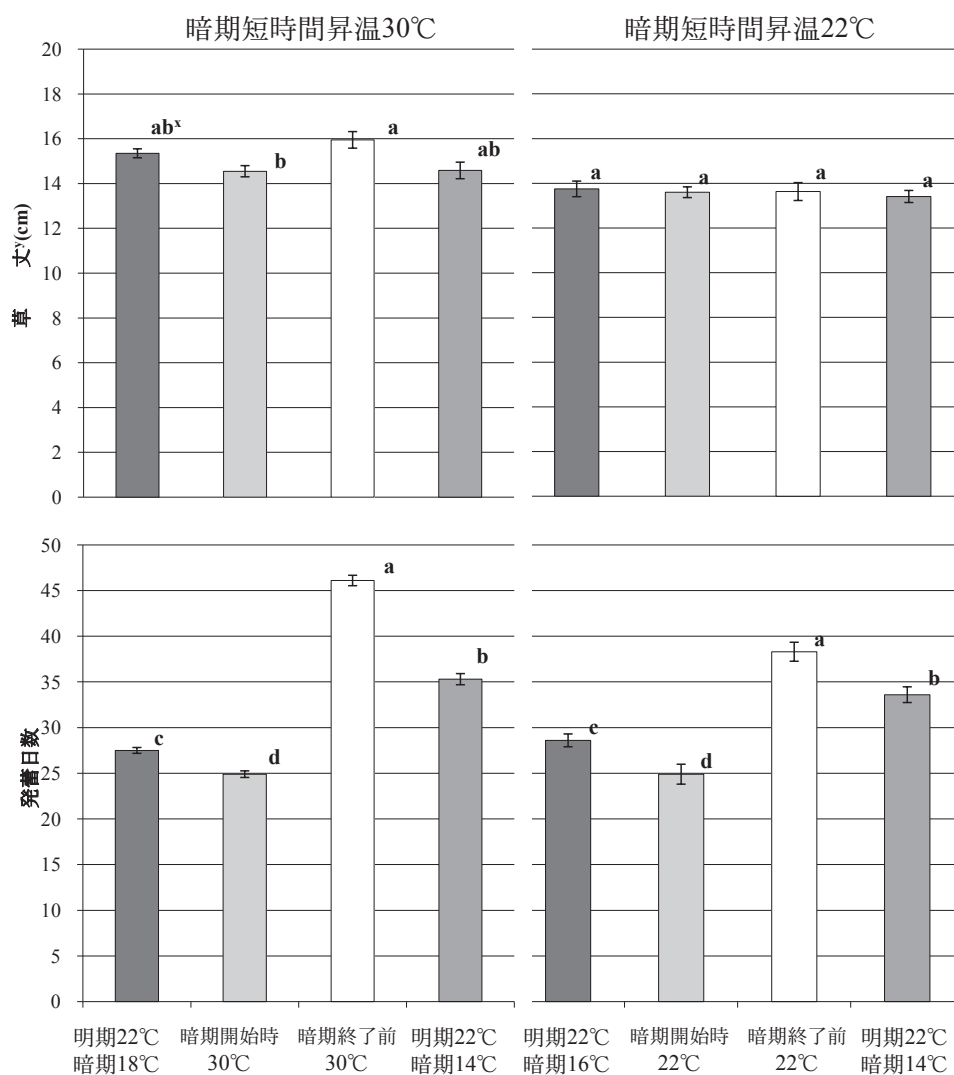 暗期短時間昇温30℃
暗期短時間昇温22℃
20
18
16
14
12
10
8
6
4
2
0
草 丈ʸ(cm)
abˣ
b
a
ab
a
a
a
a
50
45
40
35
30
25
20
15
10
5
0
発蕾日数
c
d
a
b
c
d
a
b
明期22℃
暗期18℃
暗期開始時
30℃
暗期終了前
30℃
明期22℃
暗期14℃
明期22℃
暗期16℃
暗期開始時
22℃
暗期終了前
22℃
明期22℃
暗期14℃